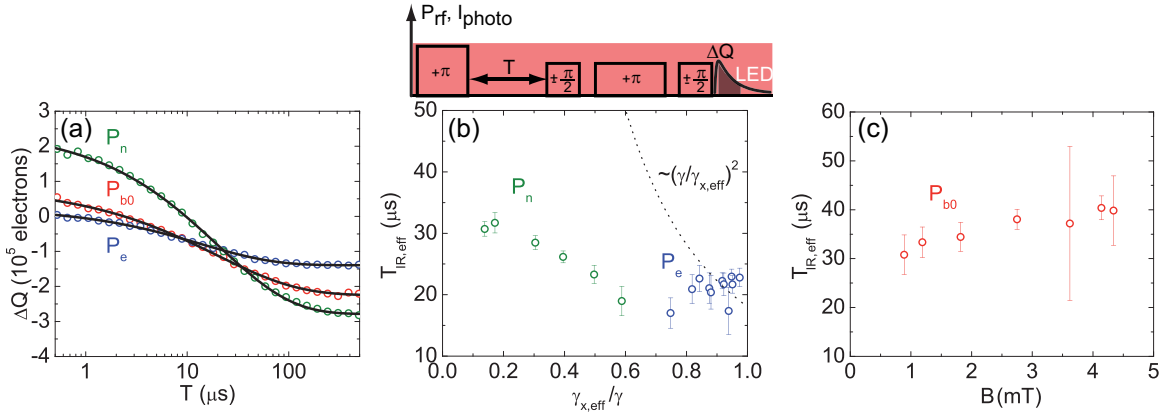 P_rf, I_photo
+π
T
±π/2
+π
±π/2
ΔQ
LED
(a)
P_n
P_b0
P_e
3
2
1
0
-1
-2
-3
-4
ΔQ (10^5 electrons)
1
10
100
T (μs)
(b)
P_n
~(γ/γ_x,eff)^2
P_e
50
40
30
20
10
T_IR,eff (μs)
0.0
0.2
0.4
0.6
0.8
1.0
γ_x,eff/γ
(c)
P_b0
60
50
40
30
20
10
T_IR,eff (μs)
0
1
2
3
4
5
B(mT)